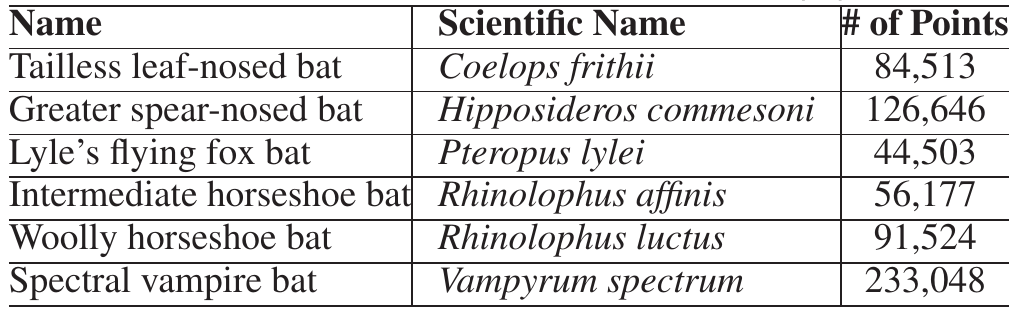 Name Scientific Name # of Points
Tailless leaf-nosed bat Coelops frithii 84,513
Greater spear-nosed bat Hipposideros commesoni 126,646
Lyle's flying fox bat Pteropus lylei 44,503
Intermediate horseshoe bat Rhinolophus affinis 56,177
Woolly horseshoe bat Rhinolophus luctus 91,524
Spectral vampire bat Vampyrum spectrum 233,048